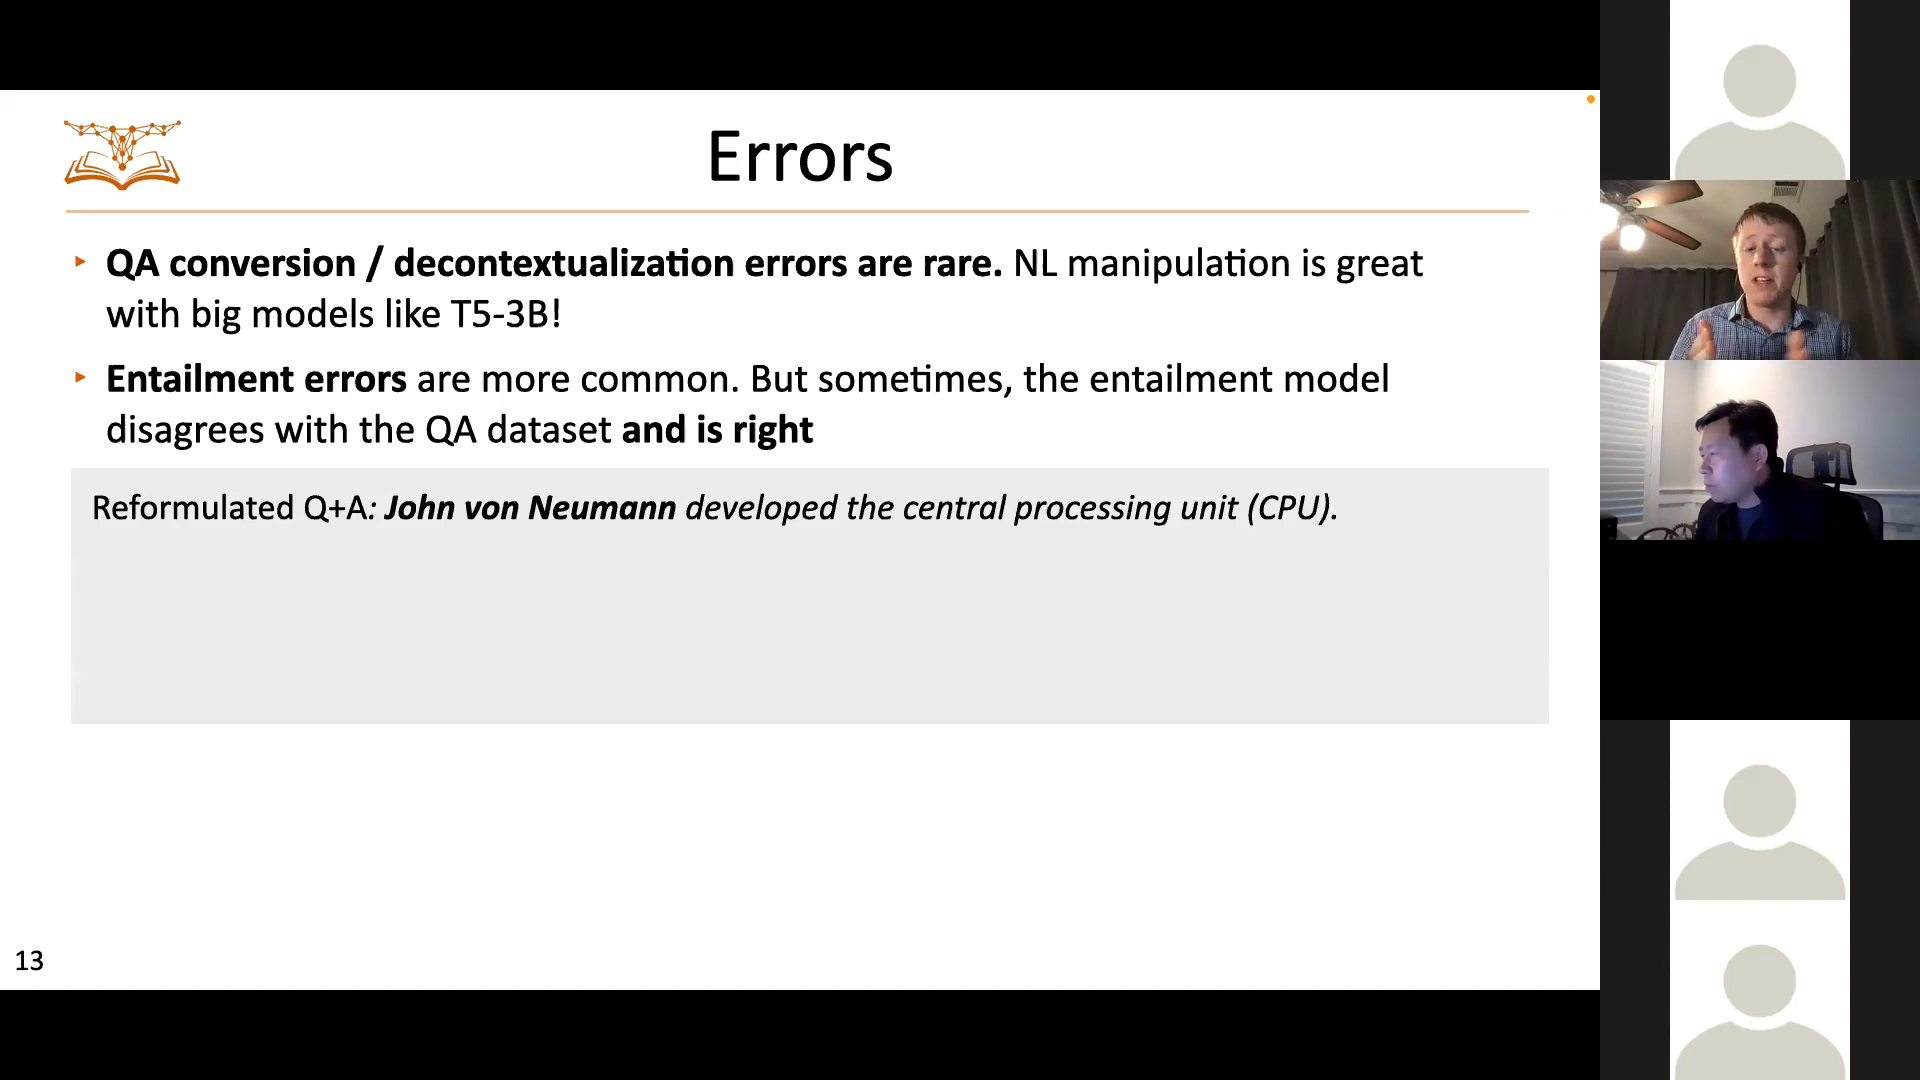 Errors
‣ QA conversion / decontextualization errors are rare. NL manipulation is great
with big models like T5-3B!
‣ Entailment errors are more common. But sometimes, the entailment model
disagrees with the QA dataset and is right
Reformulated Q+A: John von Neumann developed the central processing unit (CPU).
13